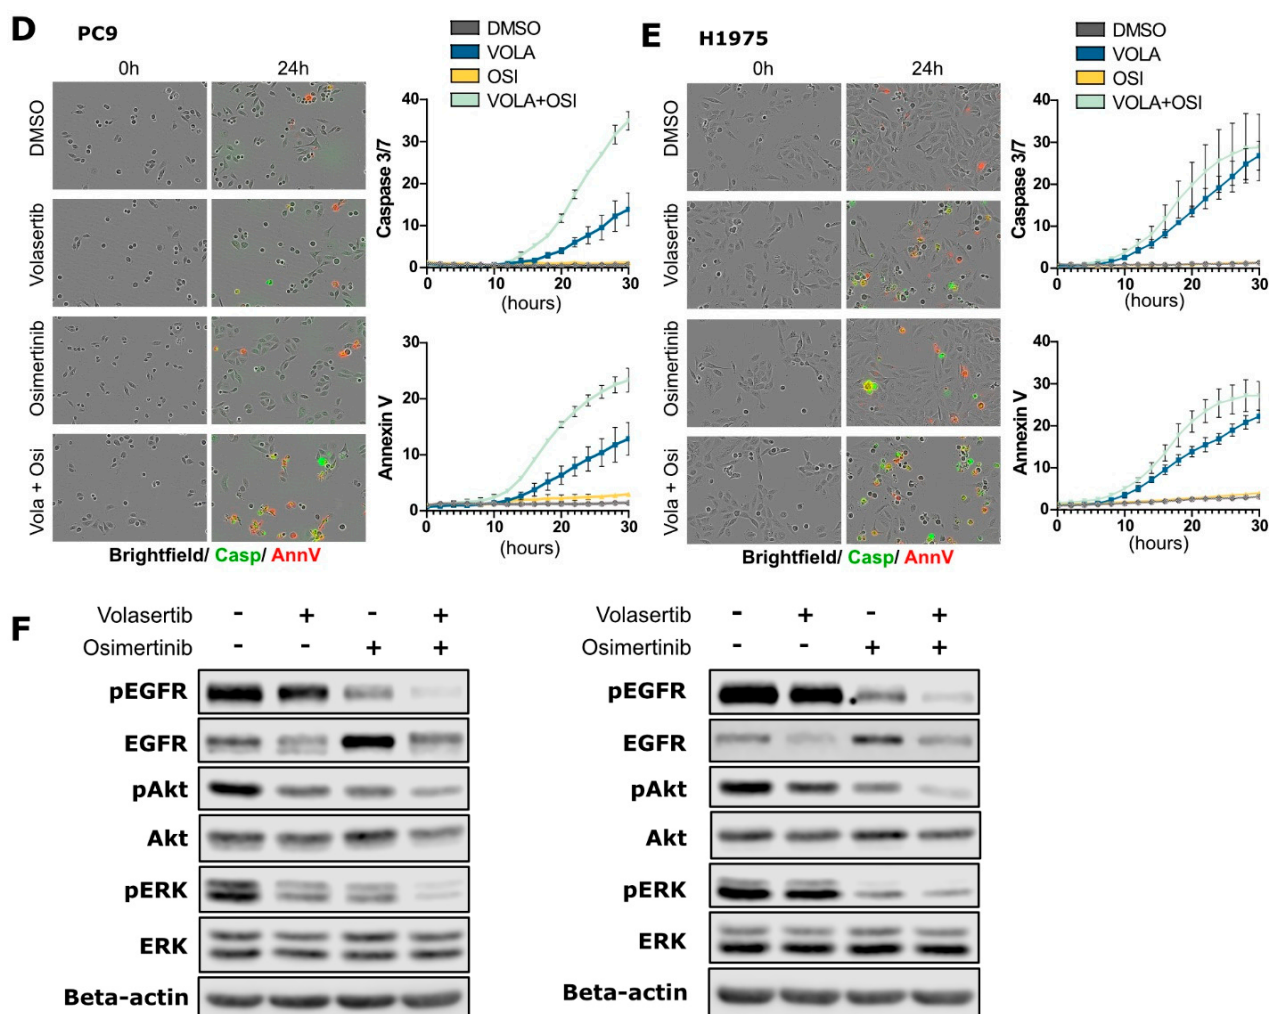 D PC9
0h 24h
DMSO
Volasertib
Osimertinib
Vola + Osi
Brightfield/ Casp/ AnnV
DMSO
VOLA
OSI
VOLA+OSI
Caspase 3/7
40
30
20
10
0
0 10 20 30
(hours)
Annexin V
30
20
10
0
0 10 20 30
(hours)
E H1975
0h 24h
DMSO
Volasertib
Osimertinib
Vola + Osi
Brightfield/ Casp/ AnnV
DMSO
VOLA
OSI
VOLA+OSI
Caspase 3/7
40
30
20
10
0
0 10 20 30
(hours)
Annexin V
40
30
20
10
0
0 10 20 30
(hours)
F
Volasertib - + - +
Osimertinib - - + +
pEGFR
EGFR
pAkt
Akt
pERK
ERK
Beta-actin
Volasertib - + - +
Osimertinib - - + +
pEGFR
EGFR
pAkt
Akt
pERK
ERK
Beta-actin